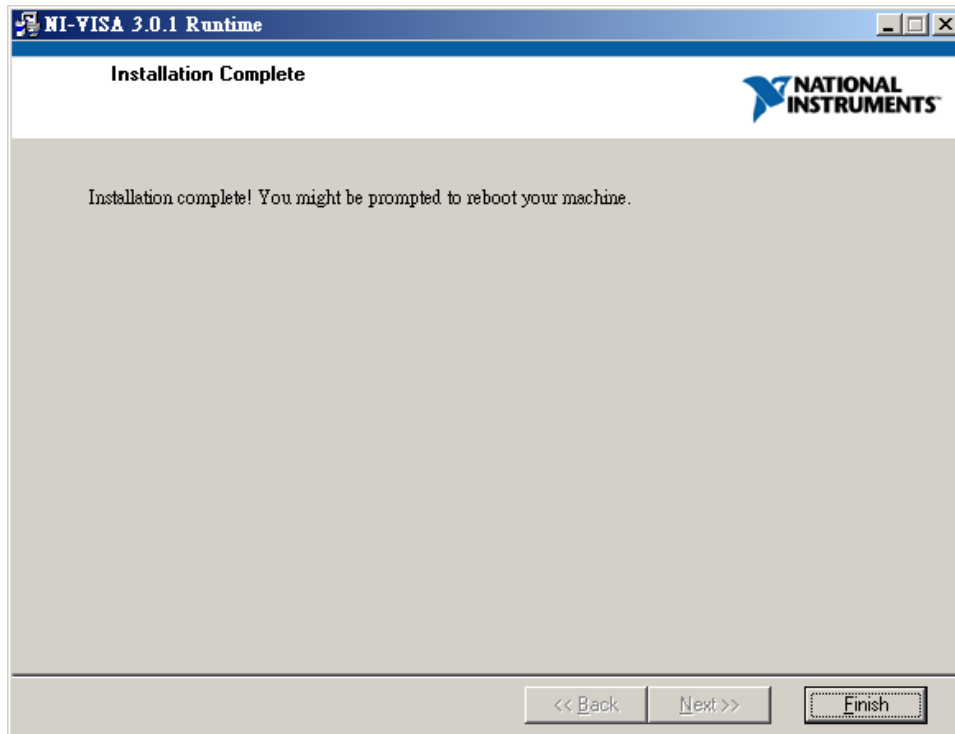 NI-VISA 3.0.1 Runtime
Installation Complete
NATIONAL
INSTRUMENTS™
Installation complete! You might be prompted to reboot your machine.
<< Back
Next >>
Finish